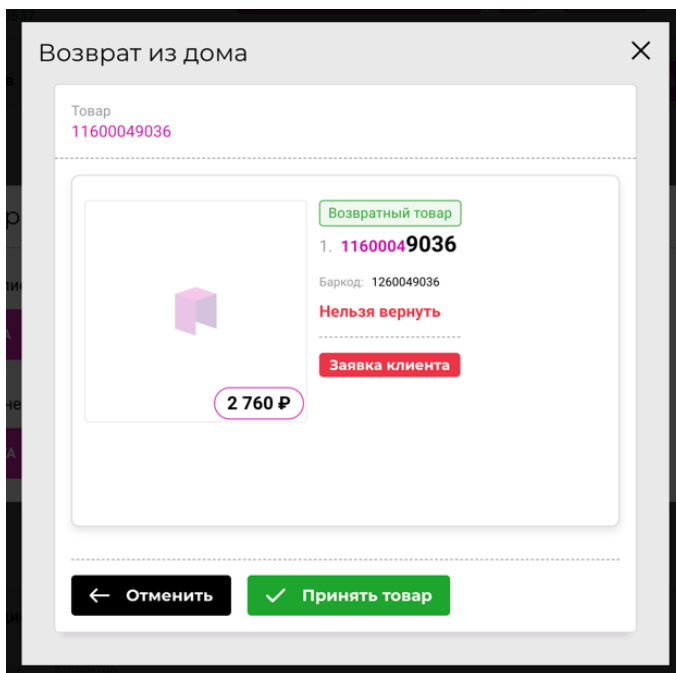 Возврат из дома
Товар
11600049036
Возвратный товар
1. 11600049036
Баркод: 1260049036
Нельзя вернуть
Заявка клиента
2 760 ₽
Отменить
Принять товар